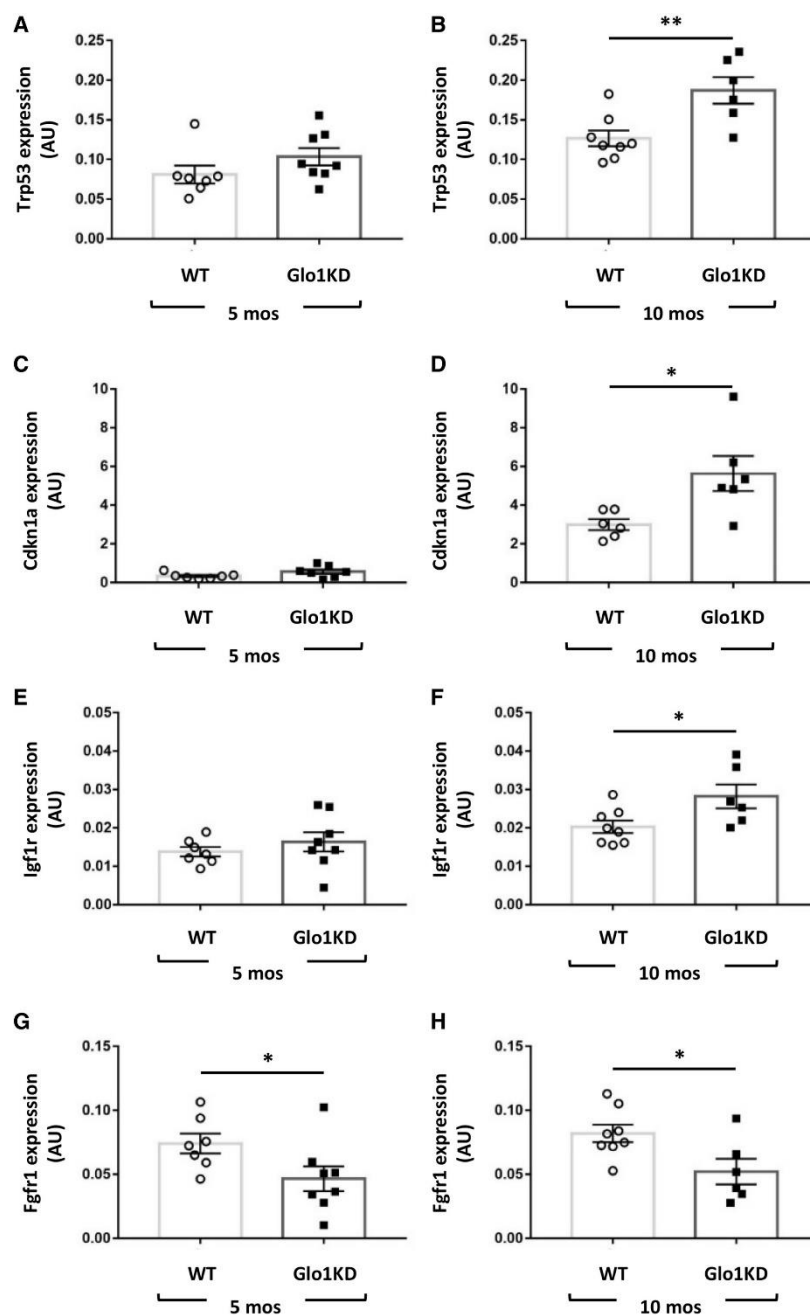 A
Trp53 expression
(AU)
0.25
0.20
0.15
0.10
0.05
0.00
WT
Glo1KD
5 mos
B
**
Trp53 expression
(AU)
0.25
0.20
0.15
0.10
0.05
0.00
WT
Glo1KD
10 mos
C
Cdkn1a expression
(AU)
10
8
6
4
2
0
WT
Glo1KD
5 mos
D
*
Cdkn1a expression
(AU)
10
8
6
4
2
0
WT
Glo1KD
10 mos
E
Igf1r expression
(AU)
0.05
0.04
0.03
0.02
0.01
0.00
WT
Glo1KD
5 mos
F
*
Igf1r expression
(AU)
0.05
0.04
0.03
0.02
0.01
0.00
WT
Glo1KD
10 mos
G
*
Fgfr1 expression
(AU)
0.15
0.10
0.05
0.00
WT
Glo1KD
5 mos
H
*
Fgfr1 expression
(AU)
0.15
0.10
0.05
0.00
WT
Glo1KD
10 mos